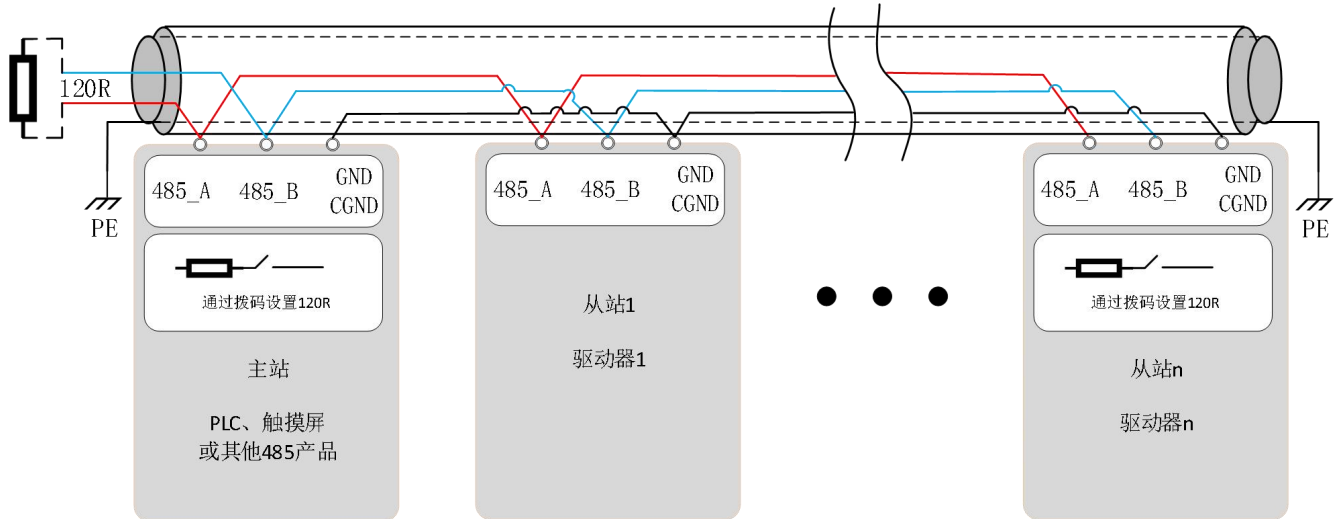 120R
PE
485_A 485_B GND
CGND
通过拨码设置120R
主站
PLC、触摸屏
或其他485产品
485_A 485_B GND
CGND
从站1
驱动器1
485_A 485_B GND
CGND
通过拨码设置120R
从站n
驱动器n
PE